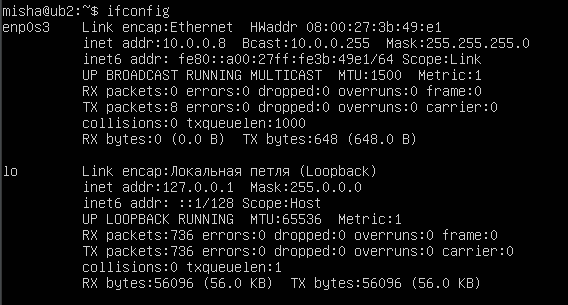 misha@ub2:~$ ifconfig
enp0s3    Link encap:Ethernet  HWaddr 08:00:27:3b:49:e1
          inet addr:10.0.0.8  Bcast:10.0.0.255  Mask:255.255.255.0
          inet6 addr: fe80::a00:27ff:fe3b:49e1/64 Scope:Link
          UP BROADCAST RUNNING MULTICAST  MTU:1500  Metric:1
          RX packets:0 errors:0 dropped:0 overruns:0 frame:0
          TX packets:8 errors:0 dropped:0 overruns:0 carrier:0
          collisions:0 txqueuelen:1000
          RX bytes:0 (0.0 B)  TX bytes:648 (648.0 B)
lo        Link encap:Локальная петля (Loopback)
          inet addr:127.0.0.1  Mask:255.0.0.0
          inet6 addr: ::1/128 Scope:Host
          UP LOOPBACK RUNNING  MTU:65536  Metric:1
          RX packets:736 errors:0 dropped:0 overruns:0 frame:0
          TX packets:736 errors:0 dropped:0 overruns:0 carrier:0
          collisions:0 txqueuelen:1
          RX bytes:56096 (56.0 KB)  TX bytes:56096 (56.0 KB)